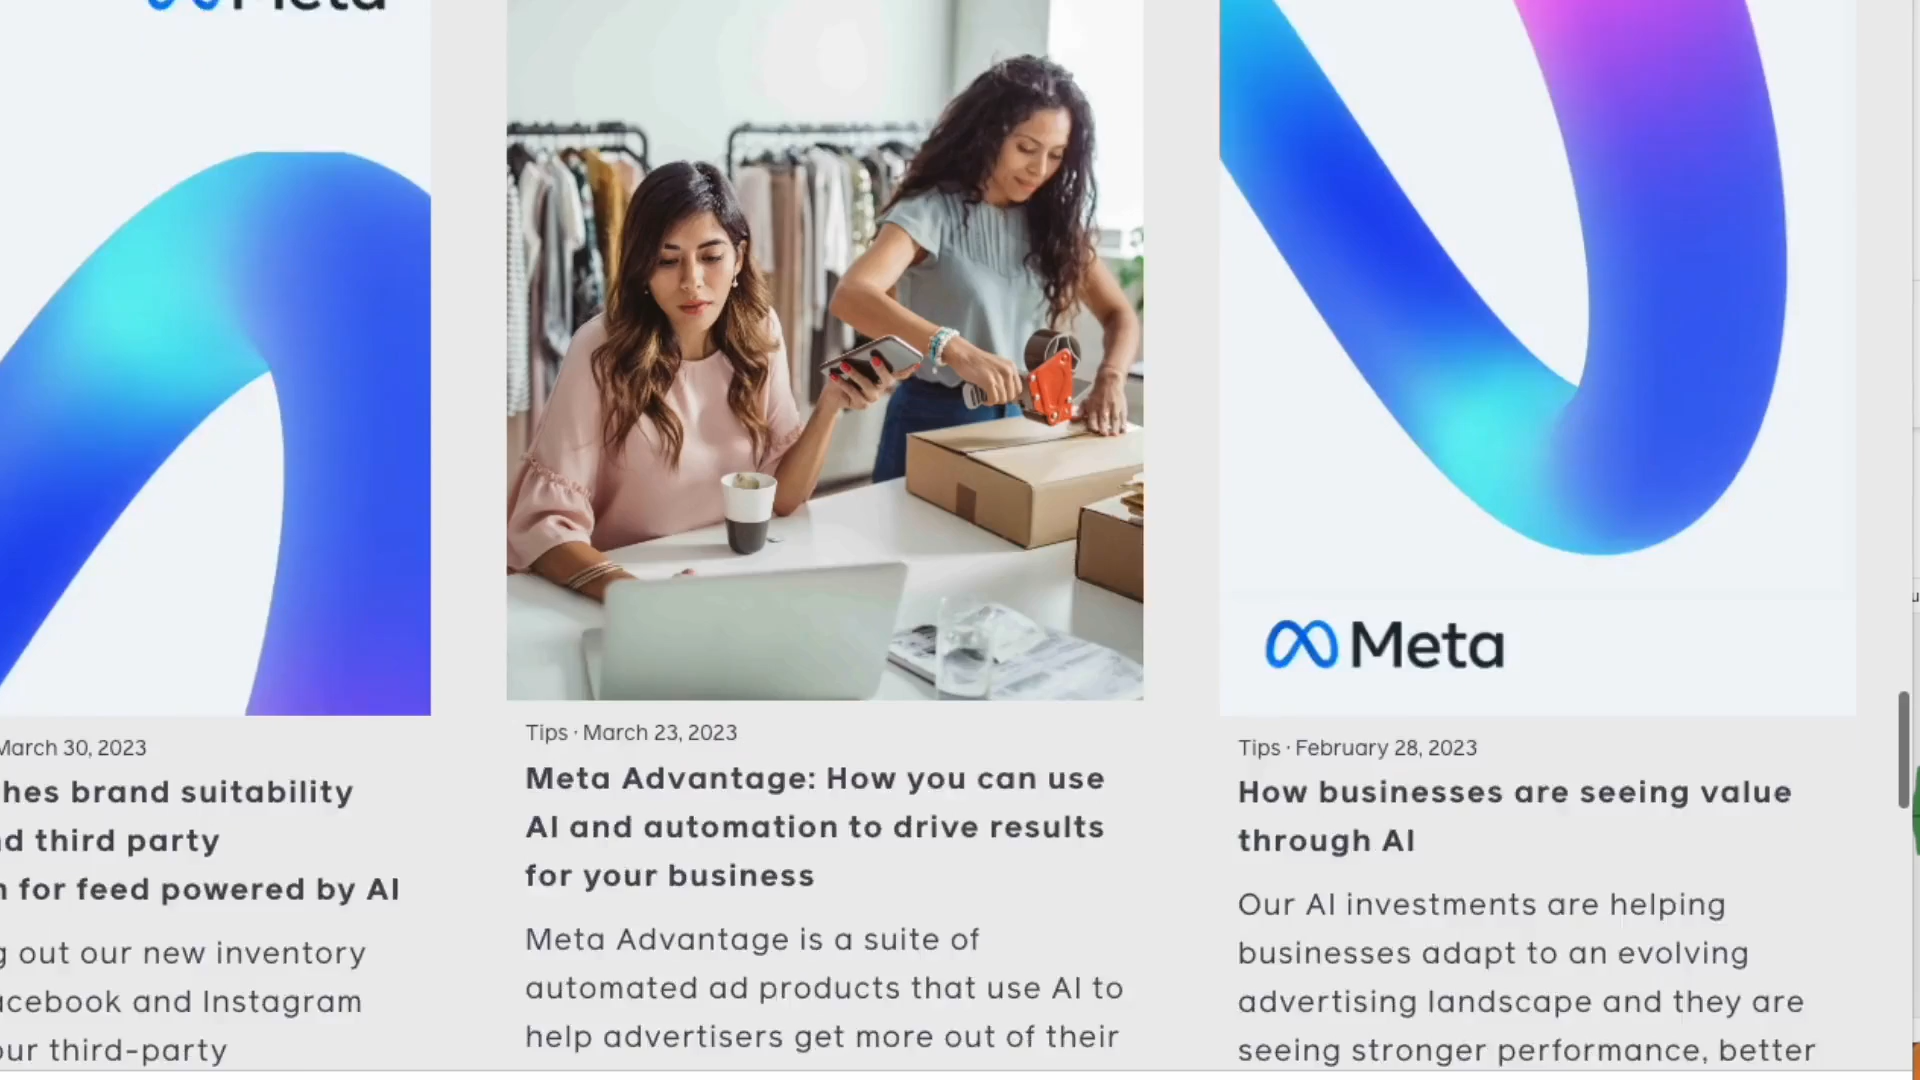 Meta
March 30, 2023
hes brand suitability
d third party
for feed powered by AI
g out our new inventory
acebook and Instagram
our third-party
Tips · March 23, 2023
Meta Advantage: How you can use
AI and automation to drive results
for your business
Meta Advantage is a suite of
automated ad products that use AI to
help advertisers get more out of their
Meta
Tips · February 28, 2023
How businesses are seeing value
through AI
Our AI investments are helping
businesses adapt to an evolving
advertising landscape and they are
seeing stronger performance, better